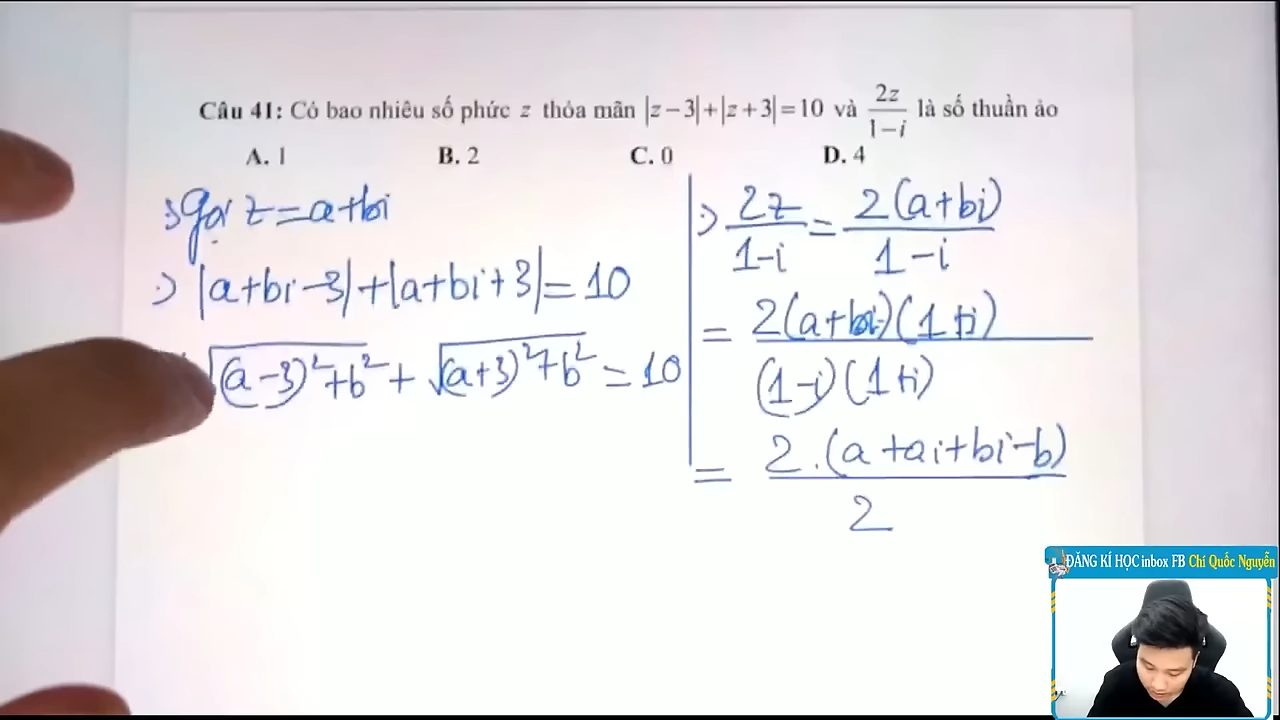 Câu 41: Có bao nhiêu số phức z thỏa mãn |z−3|+|z+3|=10 và 2z/(1−i) là số thuần ảo
A. 1 B. 2 C. 0 D. 4
Gọi z=a+bi
|a+bi−3|+|a+bi+3|=10
√((a−3)²+b²) + √((a+3)²+b²) = 10
2z/(1−i) = 2(a+bi)/(1−i)
= 2(a+bi)(1+i)/((1−i)(1+i))
= 2.(a+ai+bi−b)/2
ĐĂNG KÍ HỌC inbox FB Chí Quốc Nguyễn